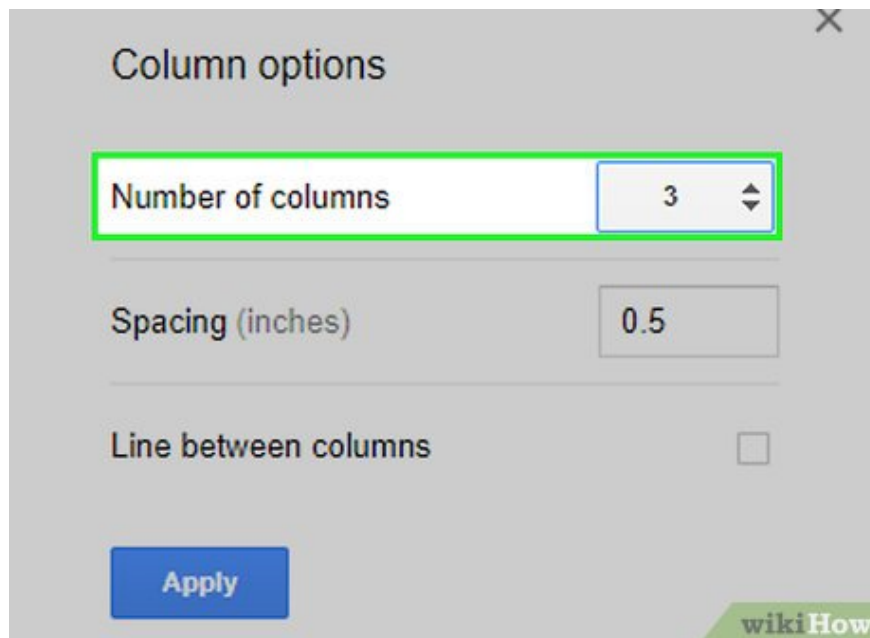 Column options
Number of columns 3
Spacing (inches) 0.5
Line between columns
Apply
wikiHow